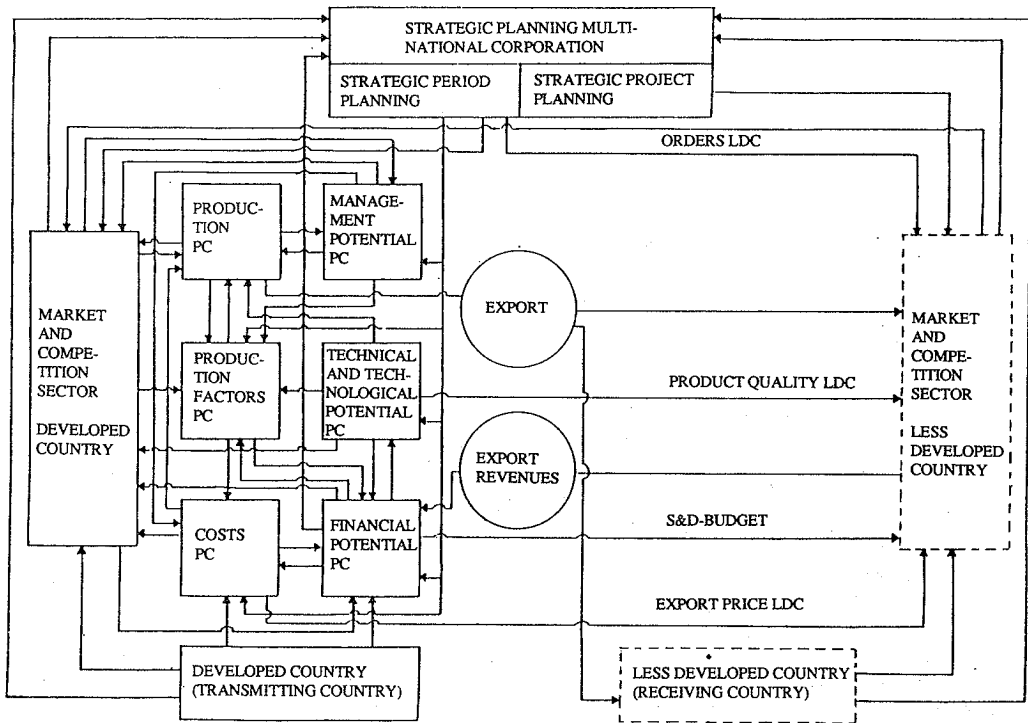 STRATEGIC PLANNING MULTI-
NATIONAL CORPORATION
STRATEGIC PERIOD
PLANNING
STRATEGIC PROJECT
PLANNING
ORDERS LDC
PRODUC-
TION
PC
MANAGE-
MENT
POTENTIAL
PC
EXPORT
MARKET
AND
COMPE-
TITION
SECTOR
DEVELOPED
COUNTRY
PRODUC-
TION
FACTORS
PC
TECHNICAL
AND TECH-
NOLOGICAL
POTENTIAL
PC
PRODUCT QUALITY LDC
MARKET
AND
COMPE-
TITION
SECTOR
LESS
DEVELOPED
COUNTRY
EXPORT
REVENUES
COSTS
PC
FINANCIAL
POTENTIAL
PC
S&D-BUDGET
EXPORT PRICE LDC
DEVELOPED COUNTRY
(TRANSMITTING COUNTRY)
LESS DEVELOPED COUNTRY
(RECEIVING COUNTRY)